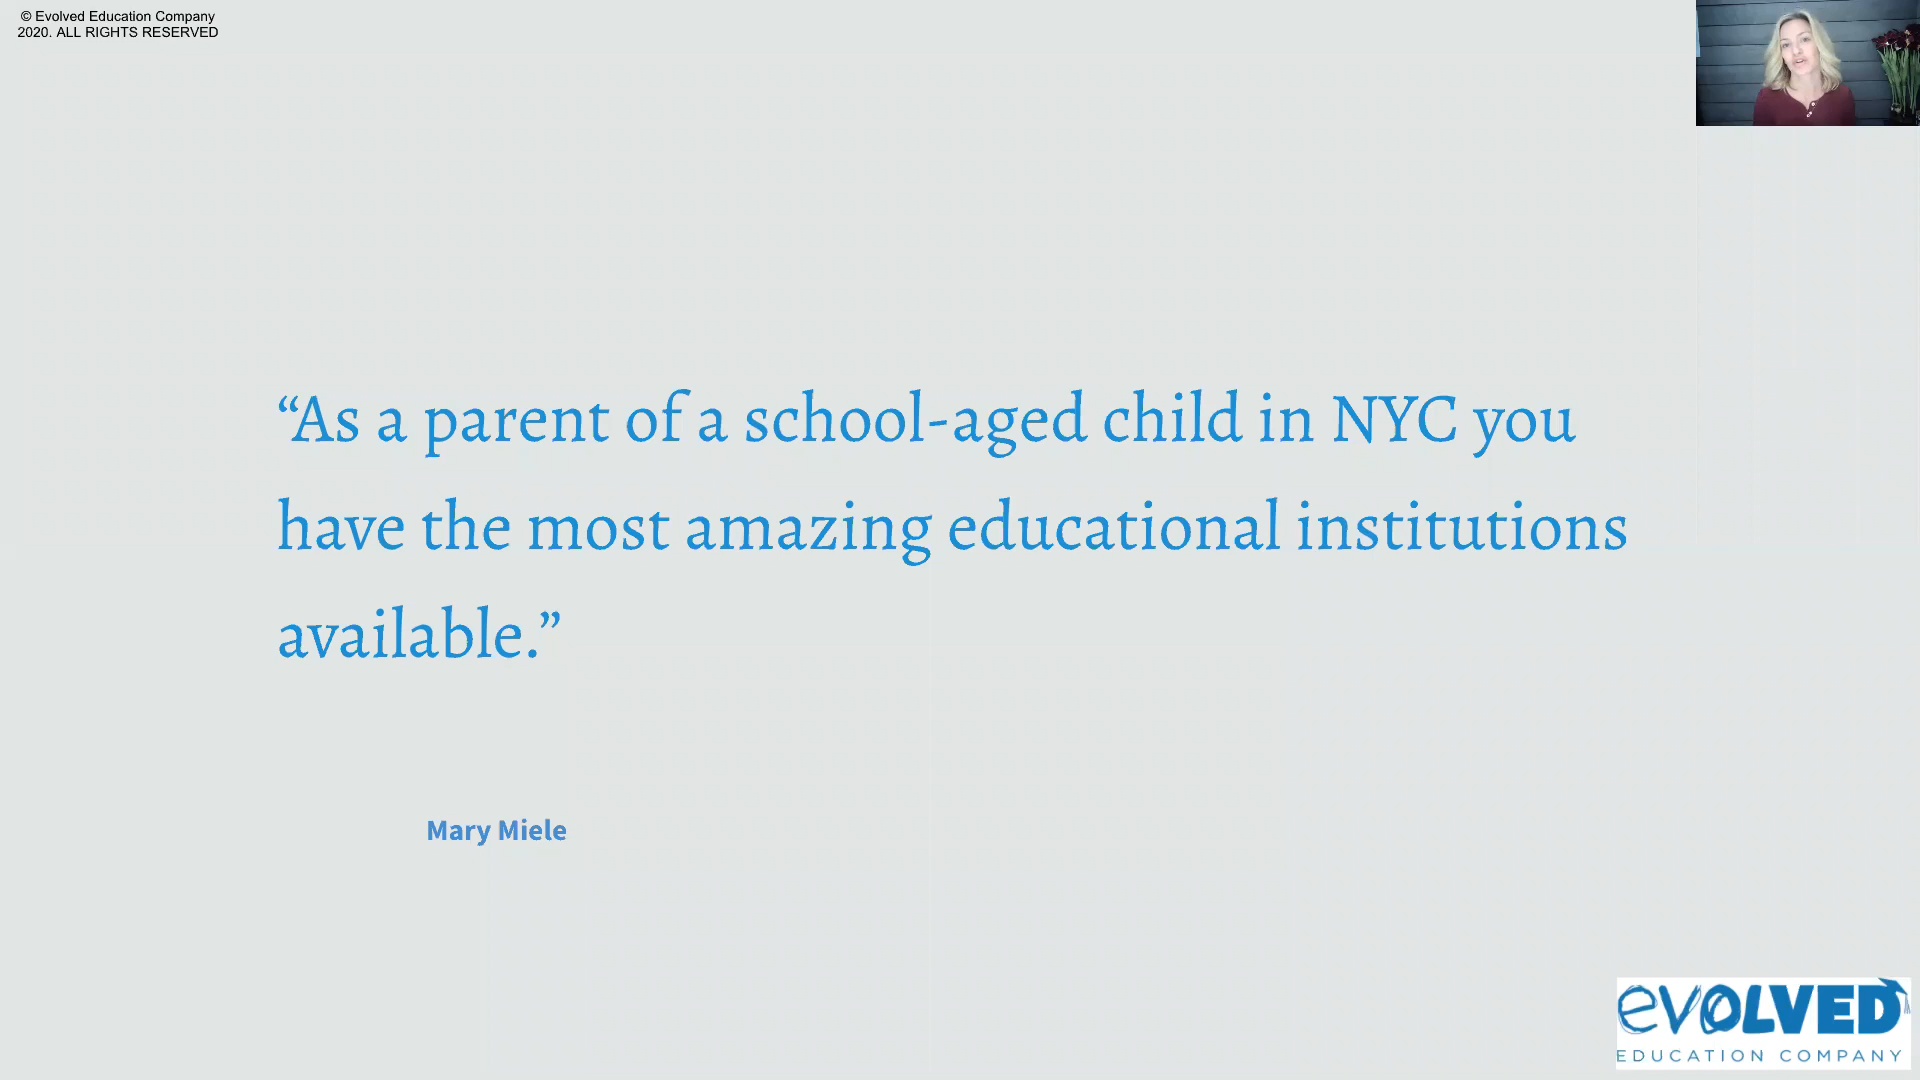 © Evolved Education Company
2020. ALL RIGHTS RESERVED
“As a parent of a school-aged child in NYC you
have the most amazing educational institutions
available.”
Mary Miele
evOLVED
EDUCATION COMPANY